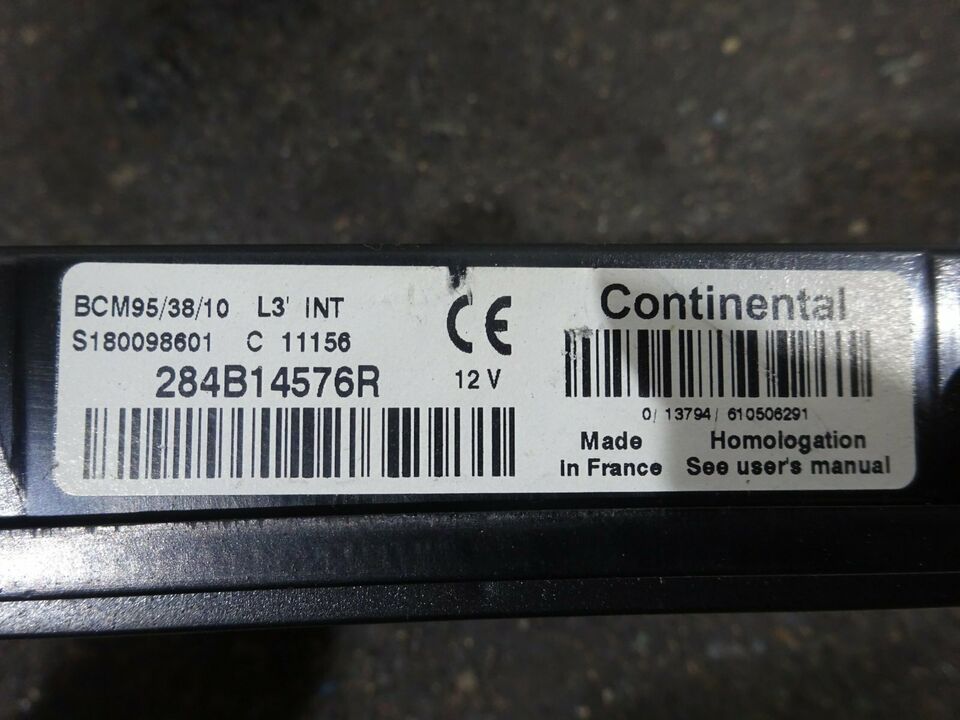 BCM95/38/10 L3' INT
S180098601 C 11156
284B14576R
CE
12 V
Continental
0/ 13794/ 610506291
Made in France
Homologation
See user's manual